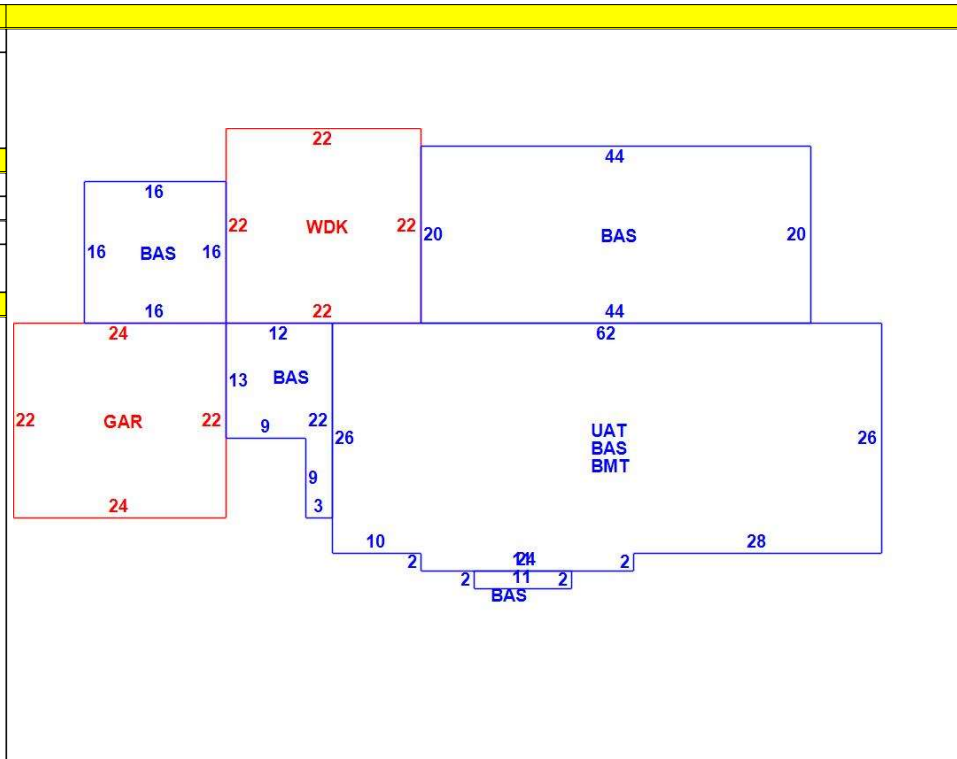 22
44
16
22 WDK 22
20 BAS 20
16 BAS 16
16 22 44
24 12 62
13 BAS
22 GAR 22
9 22
26 26
UAT
BAS
BMT
9
24 3
10 28
2 11 24 2
2 11 2
BAS